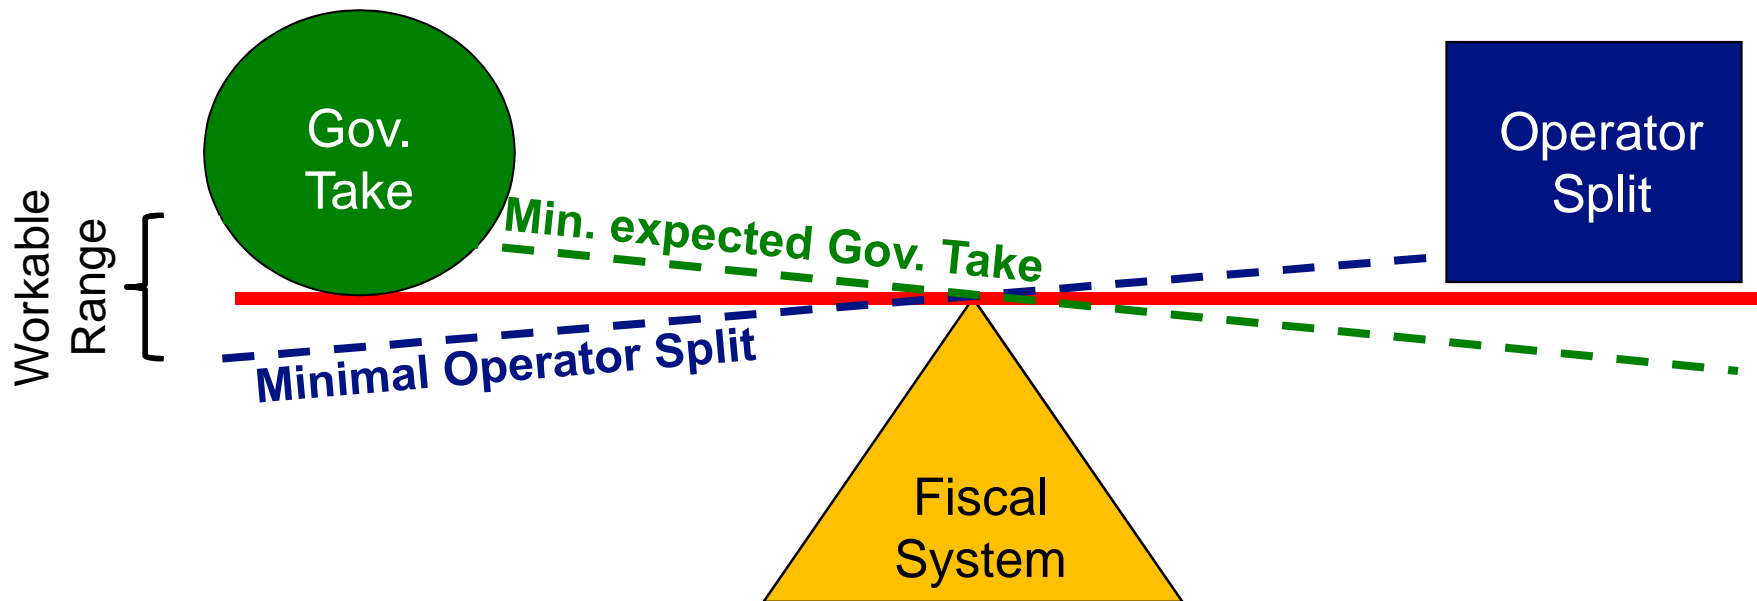 Gov.
Take
Operator
Split
Workable
Range
Min. expected Gov. Take
Minimal Operator Split
Fiscal
System